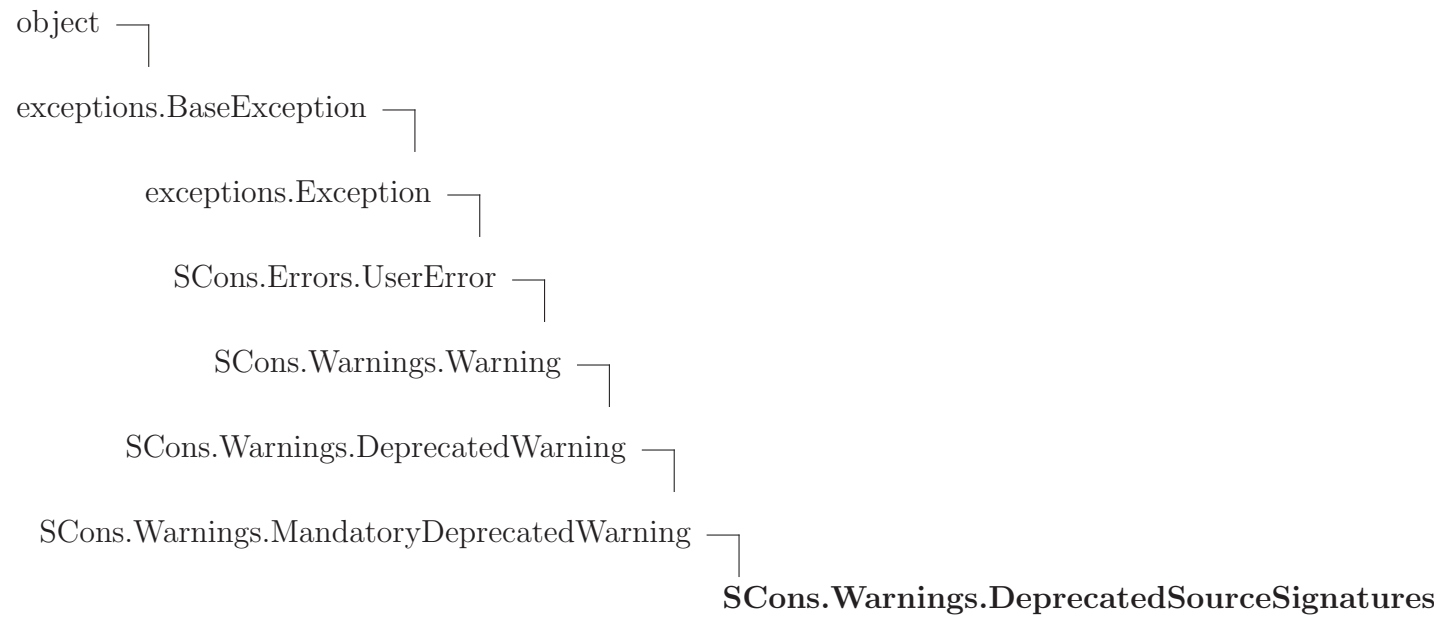 object
exceptions.BaseException
exceptions.Exception
SCons.Errors.UserError
SCons.Warnings.Warning
SCons.Warnings.DeprecatedWarning
SCons.Warnings.MandatoryDeprecatedWarning
SCons.Warnings.DeprecatedSourceSignatures